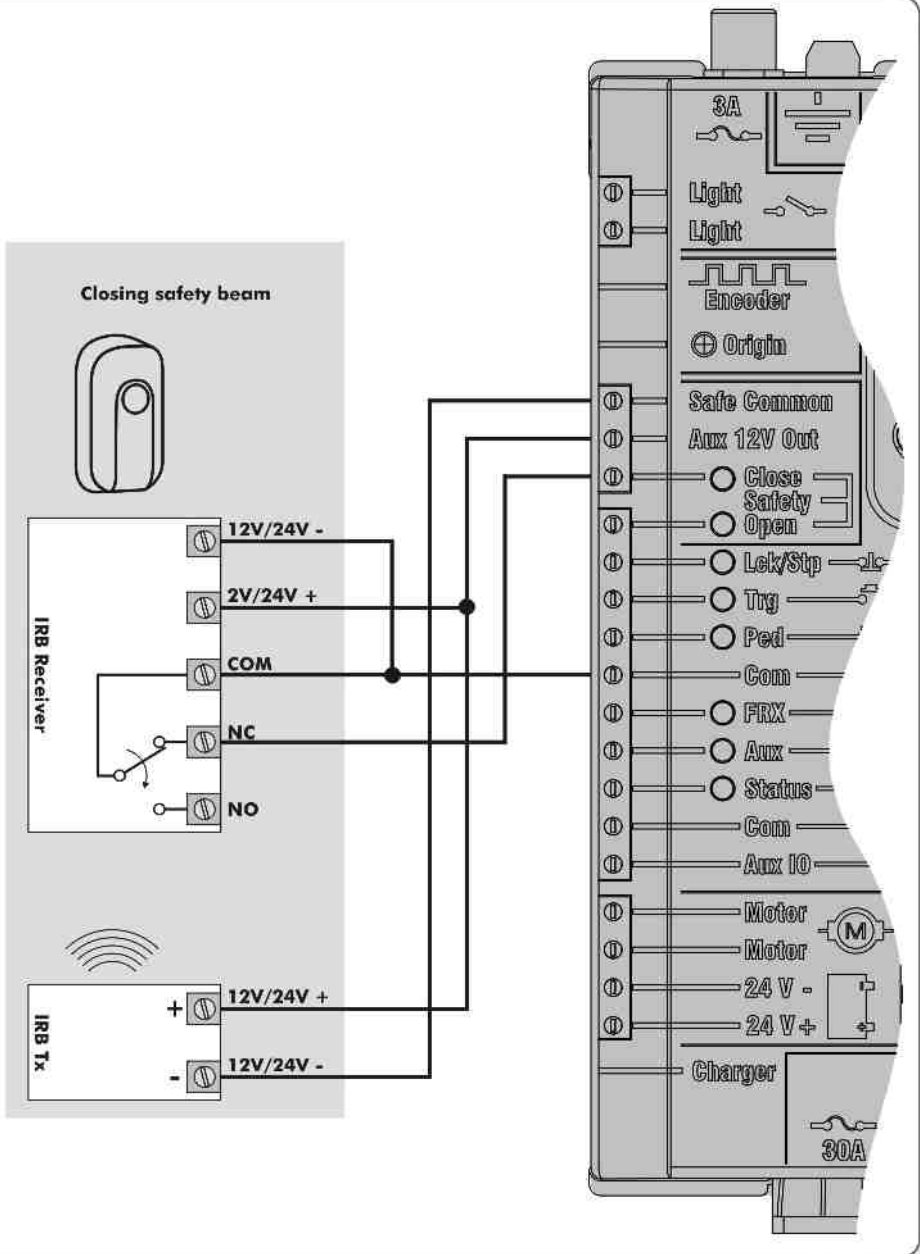 Closing safety beam
IRB Receiver
12V/24V -
2V/24V +
COM
NC
NO
IRB Tx
+ 12V/24V +
- 12V/24V -
3A
Light
Light
Encoder
Origin
Safe Common
Aux 12V Out
Close
Safety
Open
Lck/Stp
Trg
Ped
Com
FRX
Aux
Status
Com
Aux IO
Motor
M
Motor
24 V -
24 V +
Charger
30A